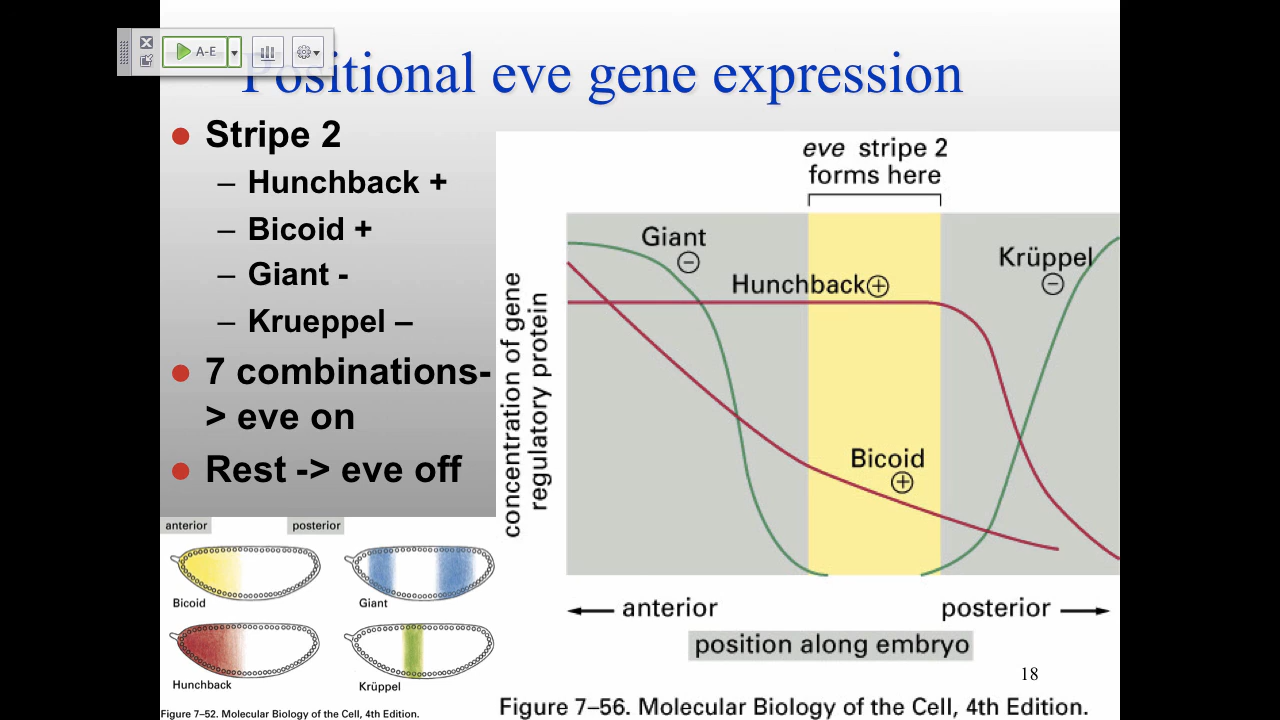 A-E
Positional eve gene expression
Stripe 2
– Hunchback +
– Bicoid +
– Giant -
– Krueppel –
7 combinations-
> eve on
Rest -> eve off
anterior posterior
Bicoid Giant
Hunchback Krüppel
Figure 7–52. Molecular Biology of the Cell, 4th Edition.
eve stripe 2
forms here
Giant
Krüppel
Hunchback
Bicoid
concentration of gene
regulatory protein
anterior posterior
position along embryo
18
Figure 7–56. Molecular Biology of the Cell, 4th Edition.